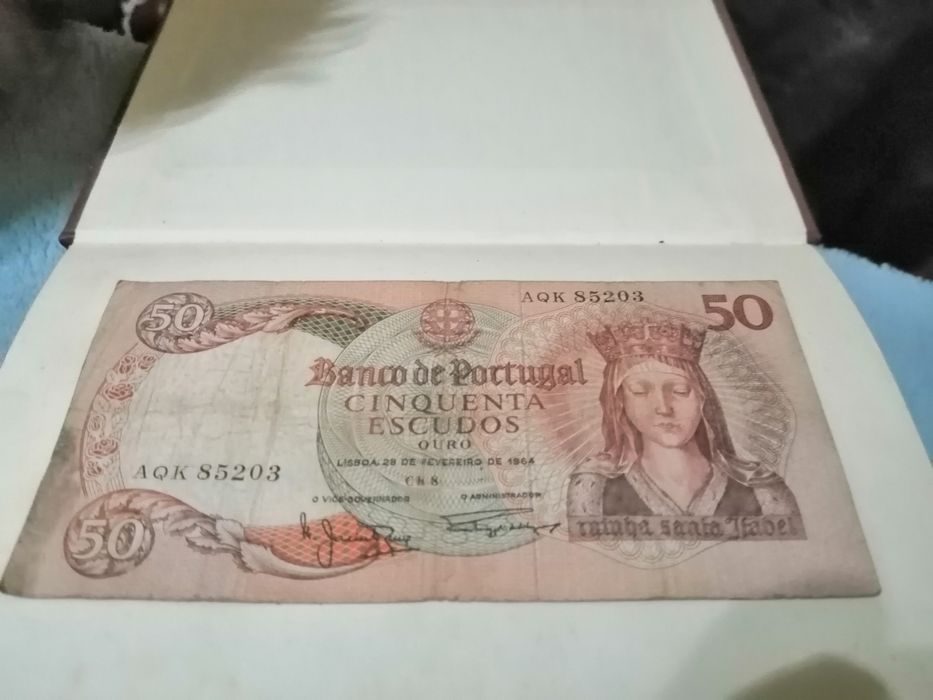 AQK 85203
50
50
Banco de Portugal
CINQUENTA
ESCUDOS
OURO
LISBOA, 28 DE FEVEREIRO DE 1964
CH 8
AQK 85203
O VICE-GOVERNADOR
O ADMINISTRADOR
50
rainha santa Isabel